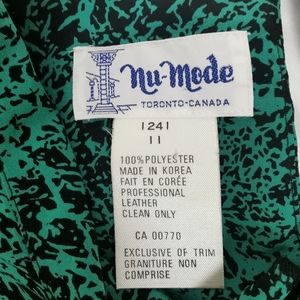 nu-mode
TORONTO-CANADA
1241
11
100%POLYESTER
MADE IN KOREA
FAIT EN CORÉE
PROFESSIONAL
LEATHER
CLEAN ONLY
CA 00770
EXCLUSIVE OF TRIM
GRANITURE NON
COMPRISE